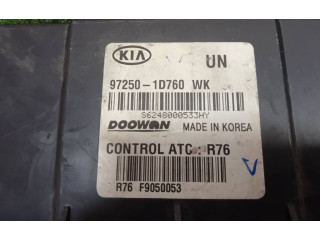 KIA UN
97250-1D760 WK
S6248000533HY
DOOWON MADE IN KOREA
CONTROL ATC : R76
R76 F9050053